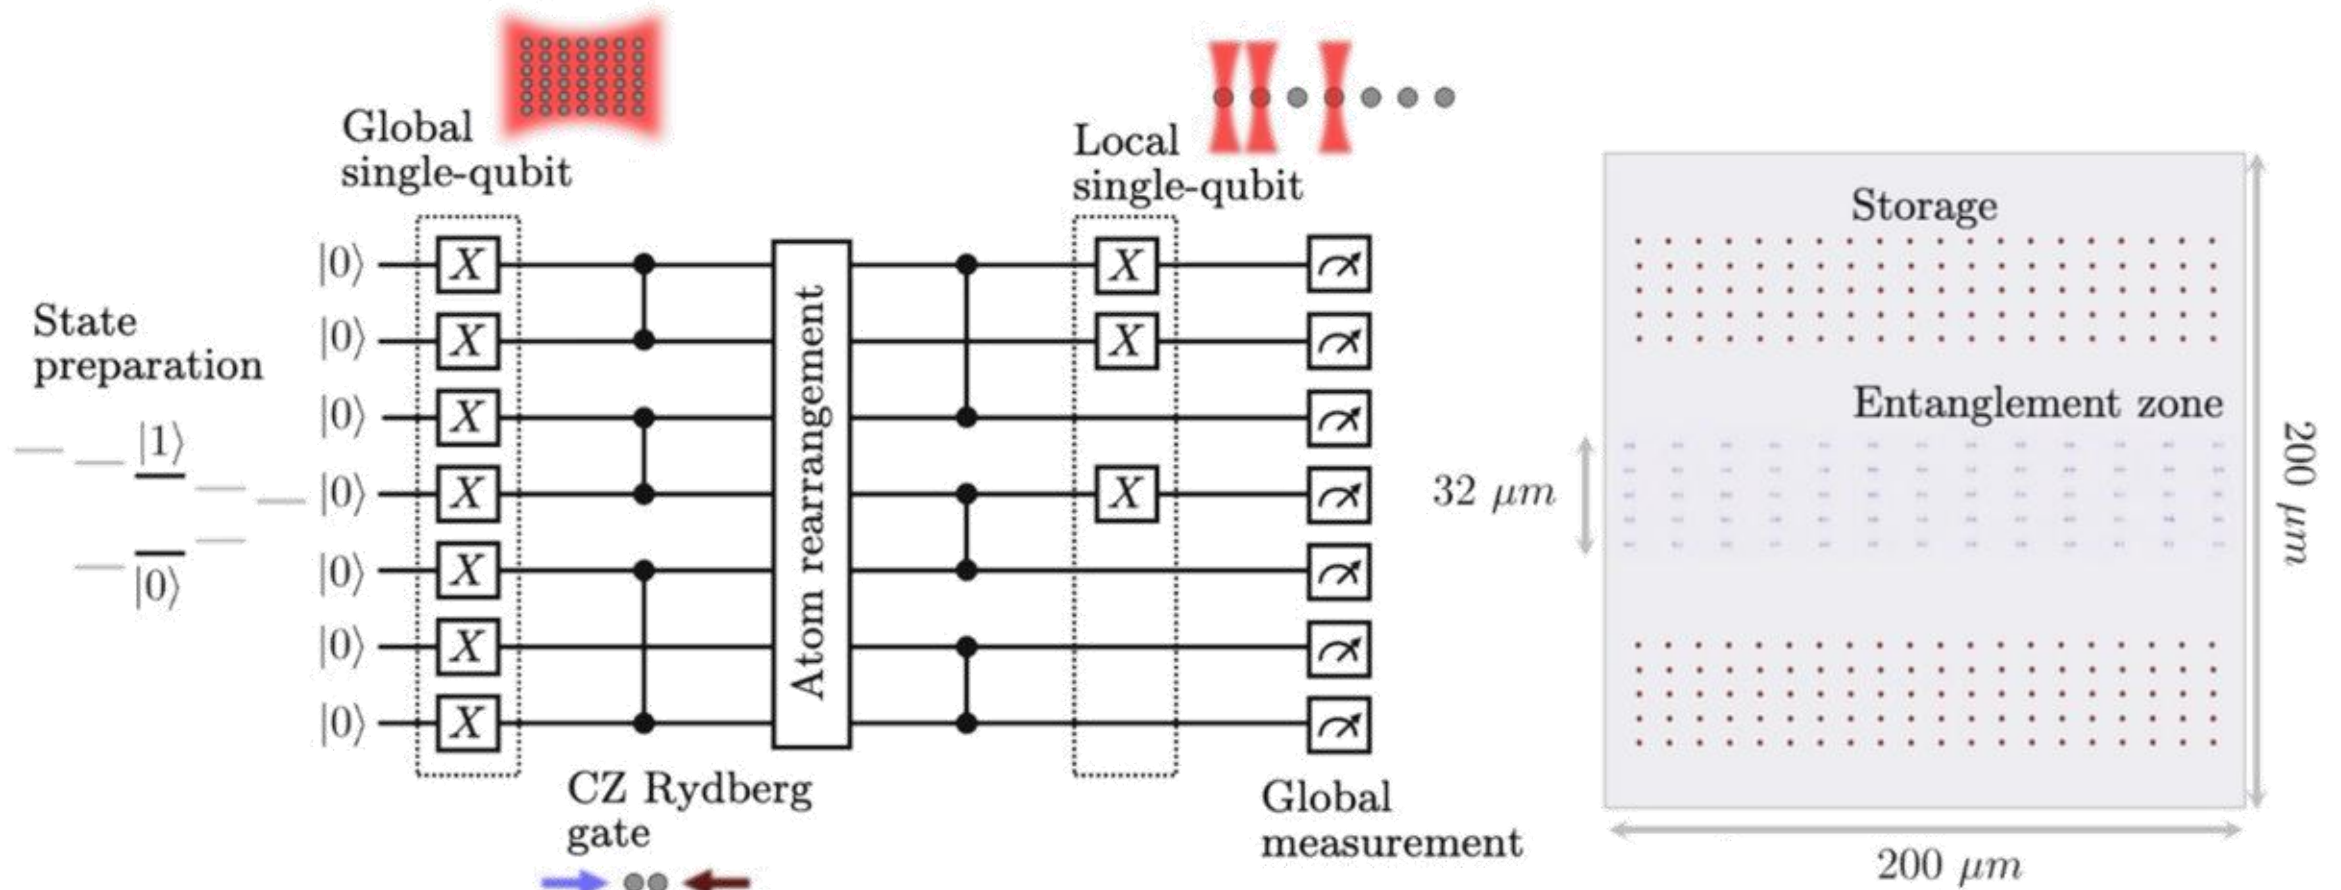 Global
single-qubit
Local
single-qubit
State
preparation
|1⟩
|0⟩
|0⟩ X X
|0⟩ X X
|0⟩ X
|0⟩ X X
|0⟩ X
|0⟩ X
|0⟩ X
Atom rearrangement
CZ Rydberg
gate
Global
measurement
Storage
Entanglement zone
32 μm
200 μm
200 μm